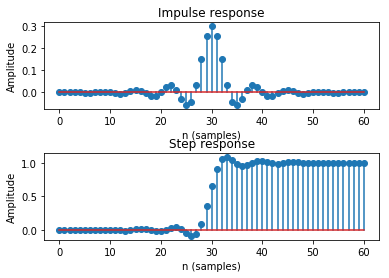 Impulse response
Amplitude
0.3
0.2
0.1
0.0
0 10 20 30 40 50 60
n (samples)
Step response
Amplitude
1.0
0.5
0.0
0 10 20 30 40 50 60
n (samples)